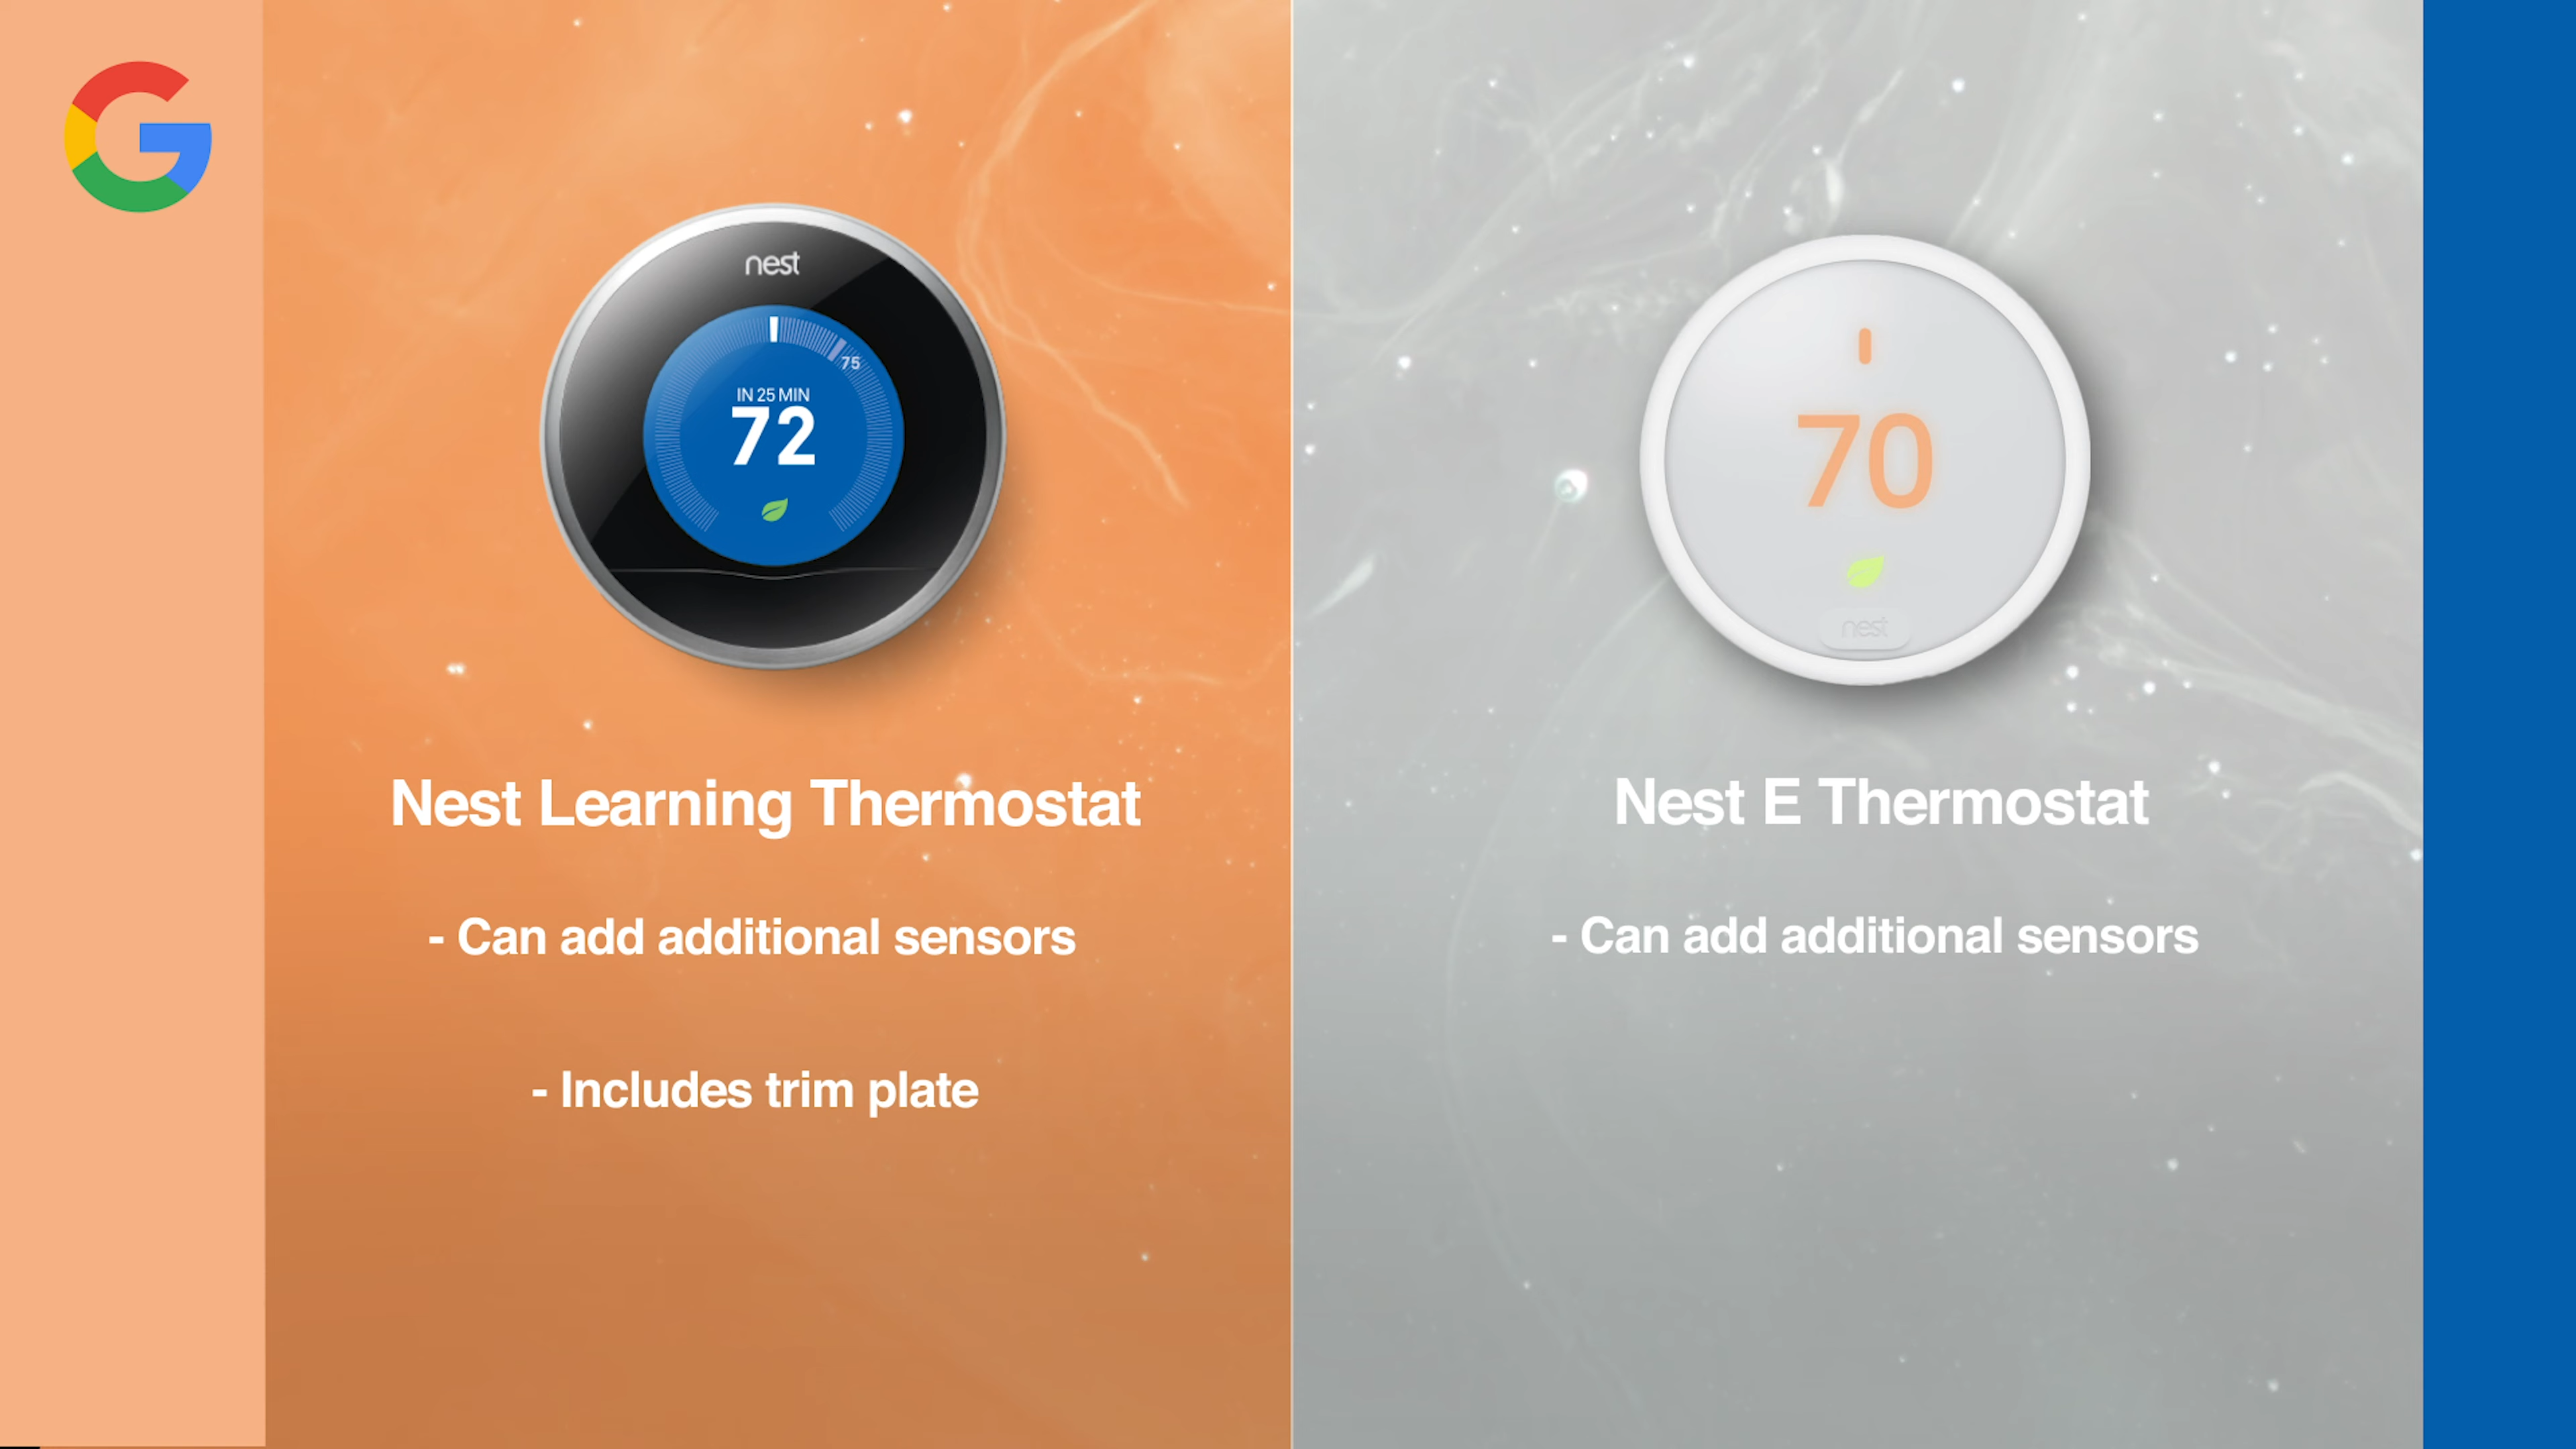 nest
75
IN 25 MIN
72
Nest Learning Thermostat
- Can add additional sensors
- Includes trim plate
70
nest
Nest E Thermostat
- Can add additional sensors